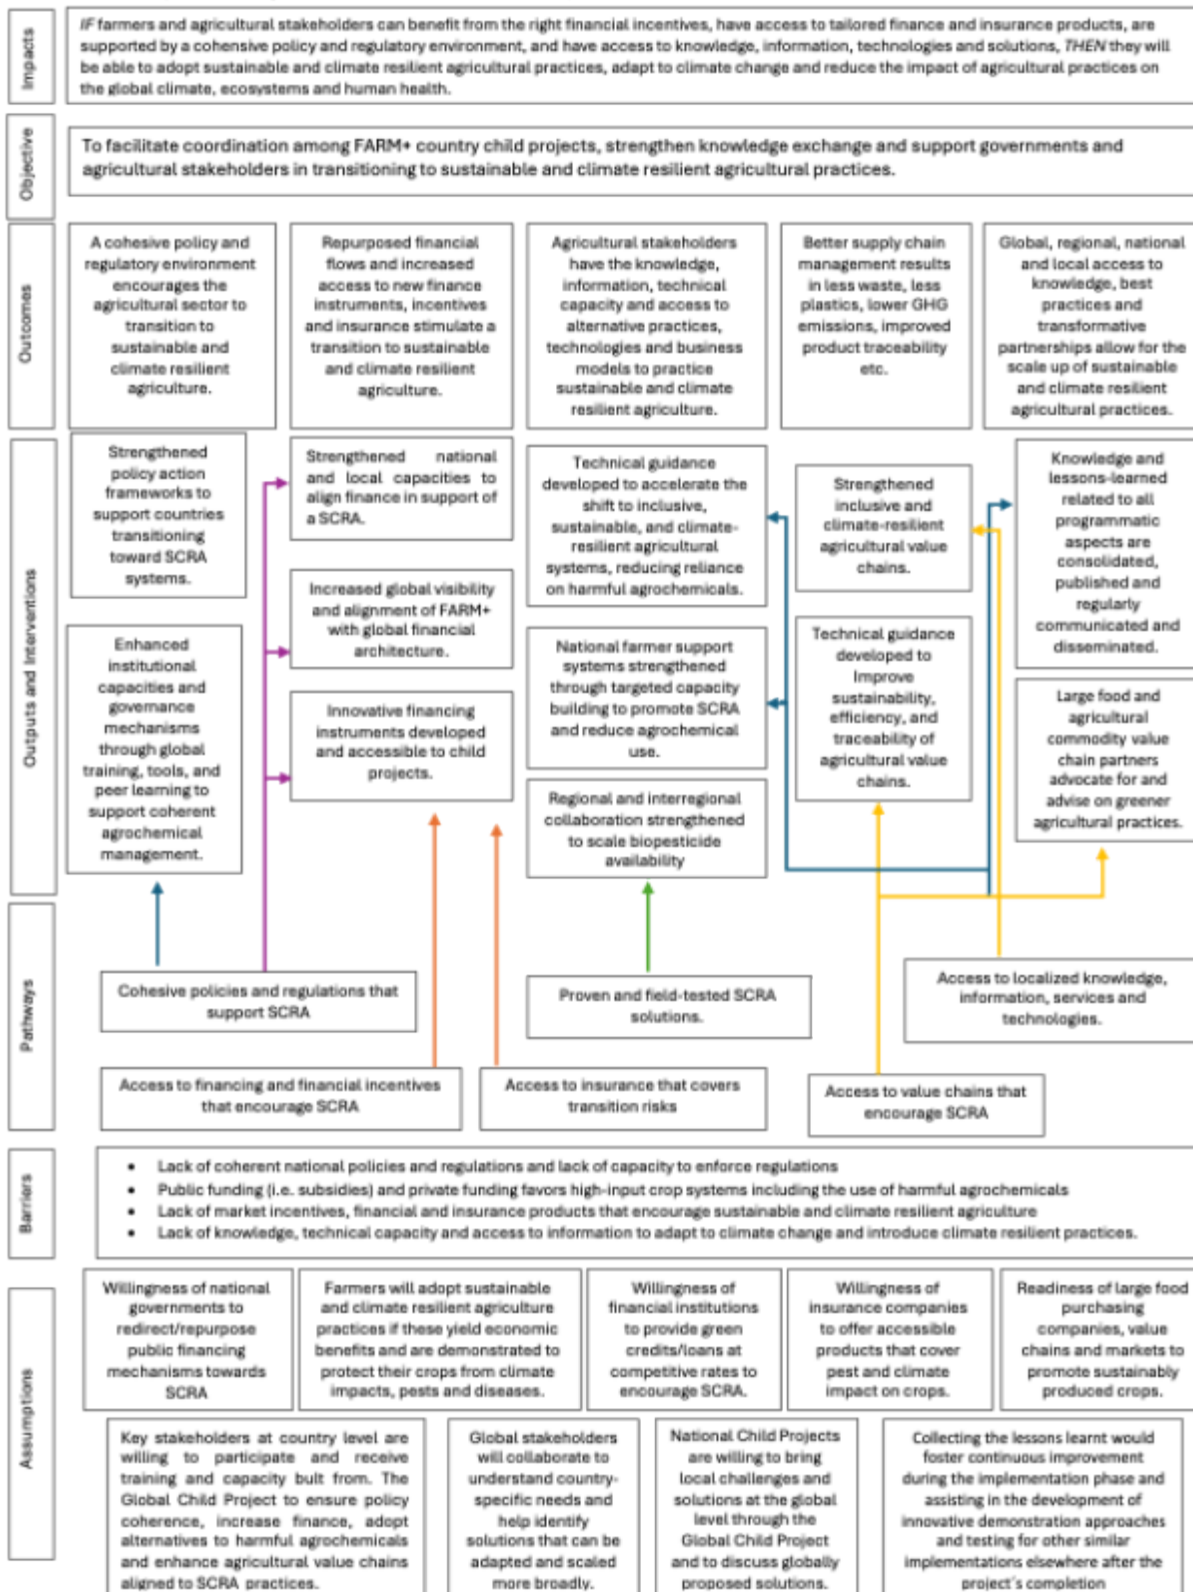 Impacts
IF farmers and agricultural stakeholders can benefit from the right financial incentives, have access to tailored finance and insurance products, are
supported by a cohesive policy and regulatory environment, and have access to knowledge, information, technologies and solutions, THEN they will
be able to adopt sustainable and climate resilient agricultural practices, adapt to climate change and reduce the impact of agricultural practices on
the global climate, ecosystems and human health.
Objective
To facilitate coordination among FARM+ country child projects, strengthen knowledge exchange and support governments and
agricultural stakeholders in transitioning to sustainable and climate resilient agricultural practices.
Outcomes
A cohesive policy and
regulatory environment
encourages the
agricultural sector to
transition to
sustainable and
climate resilient
agriculture.
Repurposed financial
flows and increased
access to new finance
instruments, incentives
and insurance stimulate a
transition to sustainable
and climate resilient
agriculture.
Agricultural stakeholders
have the knowledge,
information, technical
capacity and access to
alternative practices,
technologies and business
models to practice
sustainable and climate
resilient agriculture.
Better supply chain
management results
in less waste, less
plastics, lower GHG
emissions, improved
product traceability
etc.
Global, regional, national
and local access to
knowledge, best
practices and
transformative
partnerships allow for the
scale up of sustainable
and climate resilient
agricultural practices.
Outputs and Interventions
Strengthened
policy action
frameworks to
support countries
transitioning
toward SCRA
systems.
Enhanced
institutional
capacities and
governance
mechanisms
through global
training, tools, and
peer learning to
support coherent
agrochemical
management.
Strengthened national
and local capacities to
align finance in support of
a SCRA.
Increased global visibility
and alignment of FARM+
with global financial
architecture.
Innovative financing
instruments developed
and accessible to child
projects.
Technical guidance
developed to accelerate the
shift to inclusive,
sustainable, and climate-
resilient agricultural
systems, reducing reliance
on harmful agrochemicals.
National farmer support
systems strengthened
through targeted capacity
building to promote SCRA
and reduce agrochemical
use.
Regional and interregional
collaboration strengthened
to scale biopesticide
availability
Strengthened
inclusive and
climate-resilient
agricultural value
chains.
Technical guidance
developed to
Improve
sustainability,
efficiency, and
traceability of
agricultural value
chains.
Knowledge and
lessons-learned
related to all
programmatic
aspects are
consolidated,
published and
regularly
communicated and
disseminated.
Large food and
agricultural
commodity value
chain partners
advocate for and
advise on greener
agricultural practices.
Pathways
Cohesive policies and regulations that
support SCRA
Proven and field-tested SCRA
solutions.
Access to localized knowledge,
information, services and
technologies.
Access to financing and financial incentives
that encourage SCRA
Access to insurance that covers
transition risks
Access to value chains that
encourage SCRA
Barriers
• Lack of coherent national policies and regulations and lack of capacity to enforce regulations
• Public funding (i.e. subsidies) and private funding favors high-input crop systems including the use of harmful agrochemicals
• Lack of market incentives, financial and insurance products that encourage sustainable and climate resilient agriculture
• Lack of knowledge, technical capacity and access to information to adapt to climate change and introduce climate resilient practices.
Assumptions
Willingness of national
governments to
redirect/repurpose
public financing
mechanisms towards
SCRA
Farmers will adopt sustainable
and climate resilient agriculture
practices if these yield economic
benefits and are demonstrated to
protect their crops from climate
impacts, pests and diseases.
Willingness of
financial institutions
to provide green
credits/loans at
competitive rates to
encourage SCRA.
Willingness of
insurance companies
to offer accessible
products that cover
pest and climate
impact on crops.
Readiness of large food
purchasing
companies, value
chains and markets to
promote sustainably
produced crops.
Key stakeholders at country level are
willing to participate and receive
training and capacity bult from. The
Global Child Project to ensure policy
coherence, increase finance, adopt
alternatives to harmful agrochemicals
and enhance agricultural value chains
aligned to SCRA practices.
Global stakeholders
will collaborate to
understand country-
specific needs and
help identify
solutions that can be
adapted and scaled
more broadly.
National Child Projects
are willing to bring
local challenges and
solutions at the global
level through the
Global Child Project
and to discuss globally
proposed solutions.
Collecting the lessons learnt would
foster continuous improvement
during the implementation phase and
assisting in the development of
innovative demonstration approaches
and testing for other similar
implementations elsewhere after the
project's completion